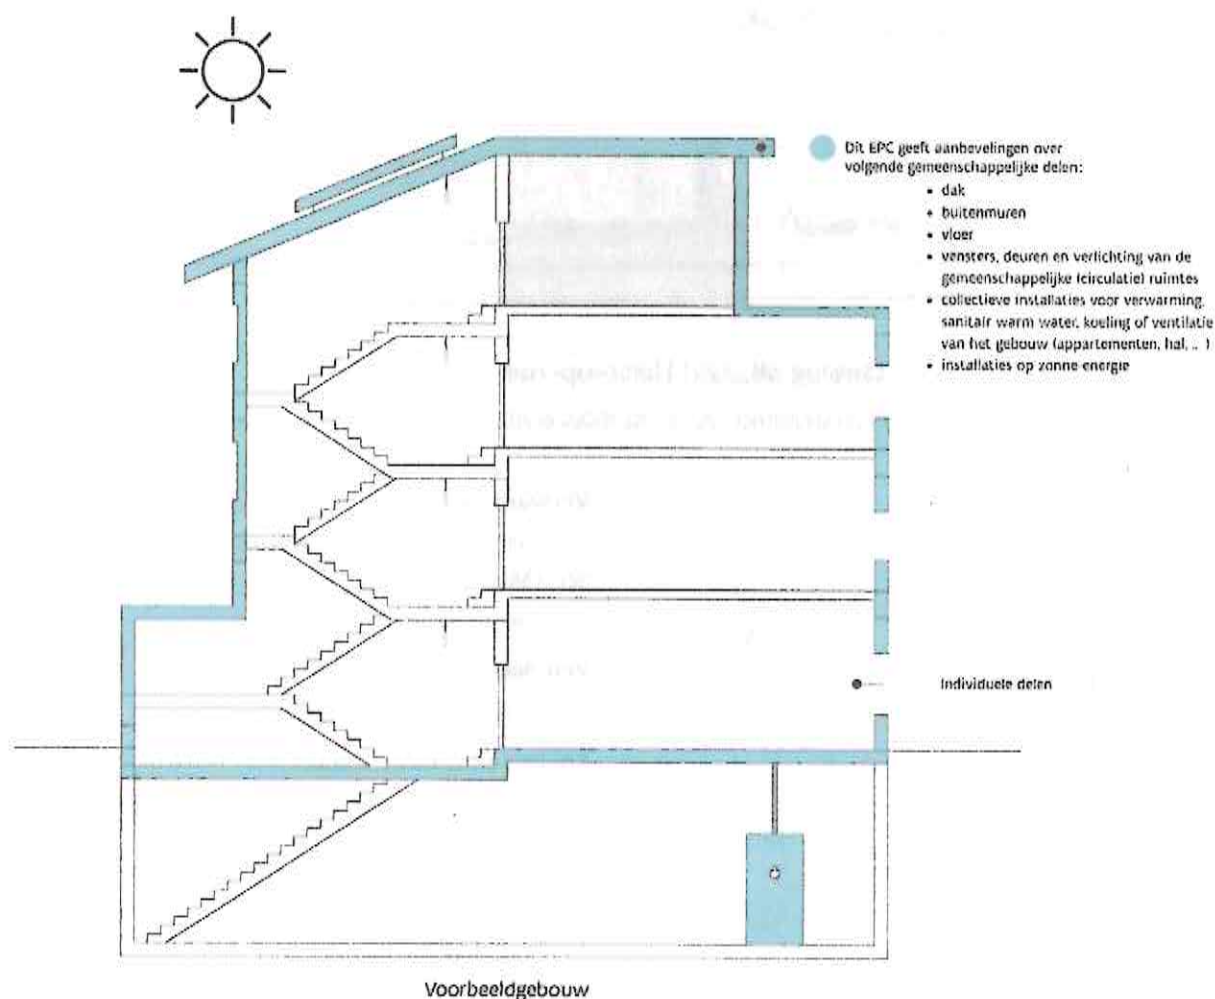 Dit EPC geeft aanbevelingen over
volgende gemeenschappelijke delen:
• dak
• buitenmuren
• vloer
• vensters, deuren en verlichting van de
gemeenschappelijke (circulatie) ruimtes
• collectieve installaties voor verwarming,
sanitair warm water, koeling of ventilatie
van het gebouw (appartementen, hal, ...)
• installaties op zonne-energie
Individuele delen
Voorbeeldgebouw